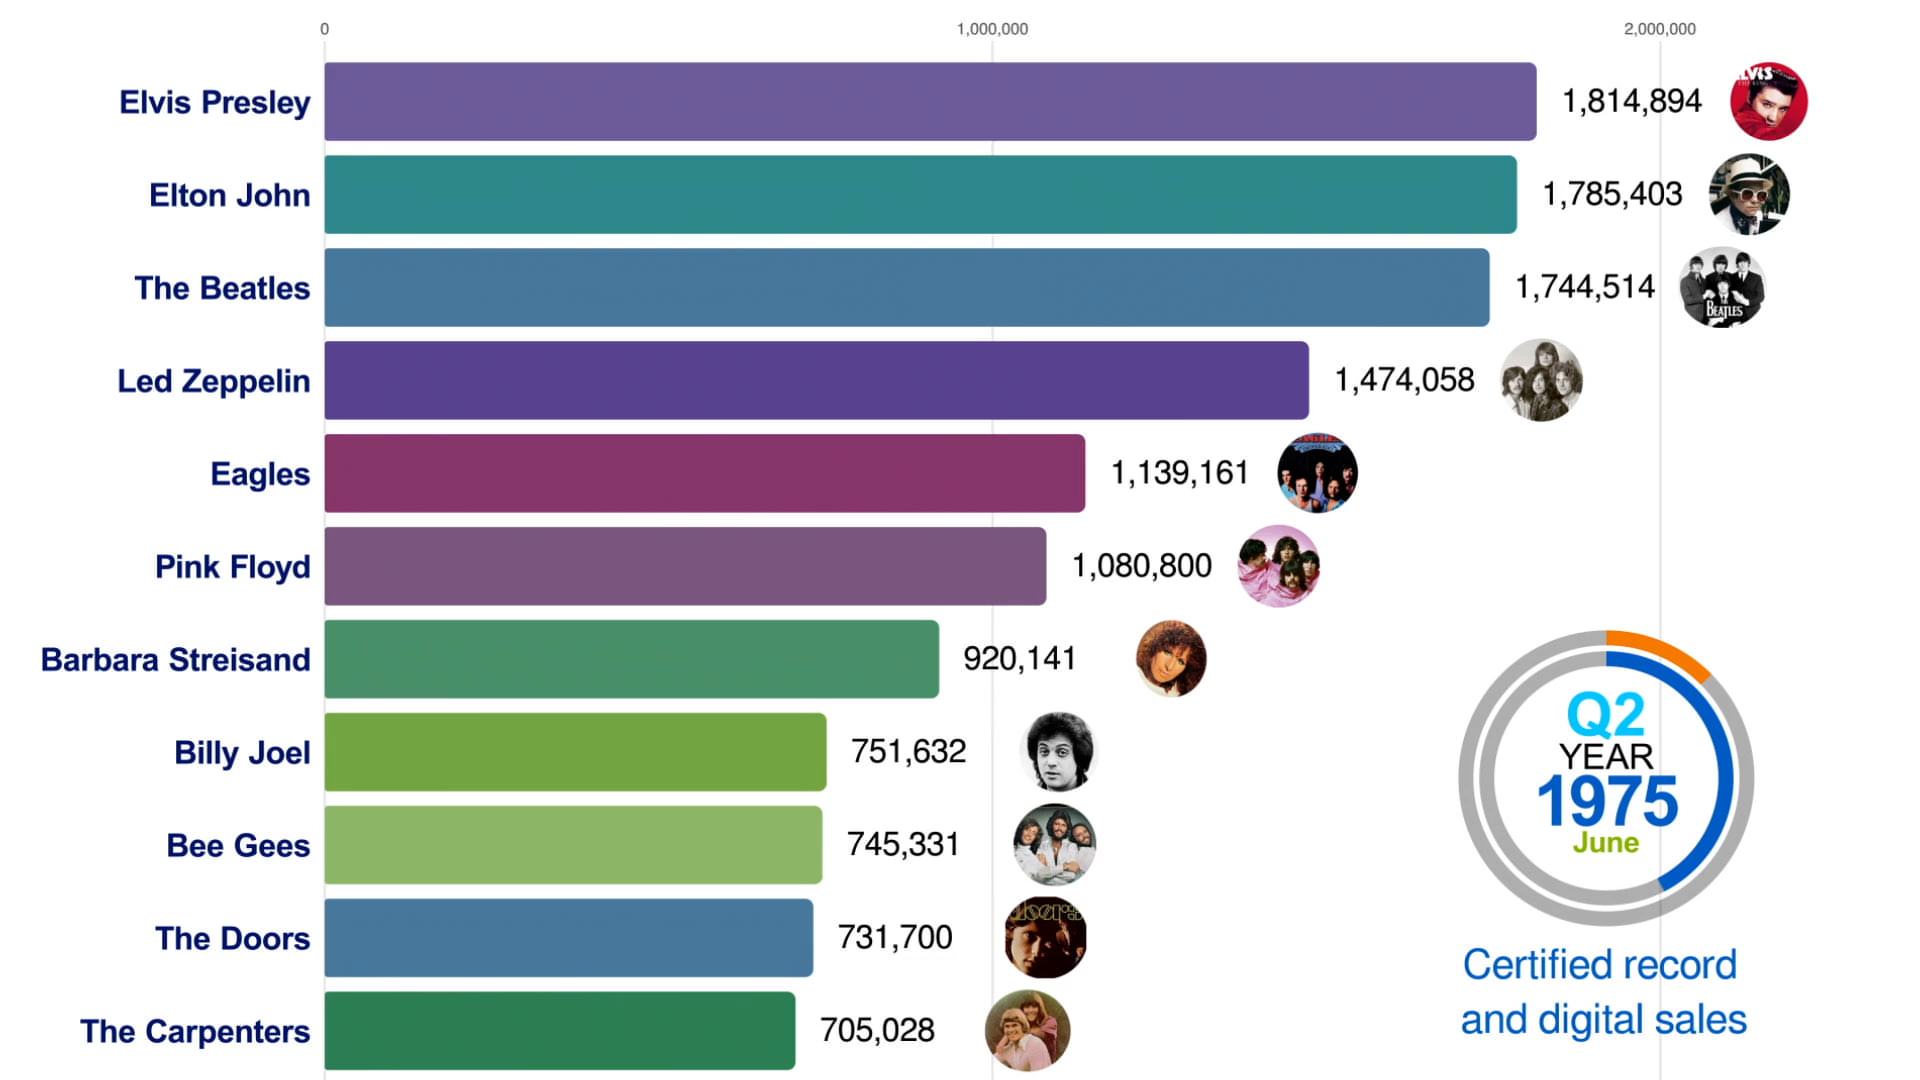 0 1,000,000 2,000,000
Elvis Presley 1,814,894
Elton John 1,785,403
The Beatles 1,744,514
BEATLES
Led Zeppelin 1,474,058
Eagles 1,139,161
Pink Floyd 1,080,800
Barbara Streisand 920,141
Billy Joel 751,632
Bee Gees 745,331
The Doors 731,700
The Carpenters 705,028
Q2
YEAR
1975
June
Certified record
and digital sales